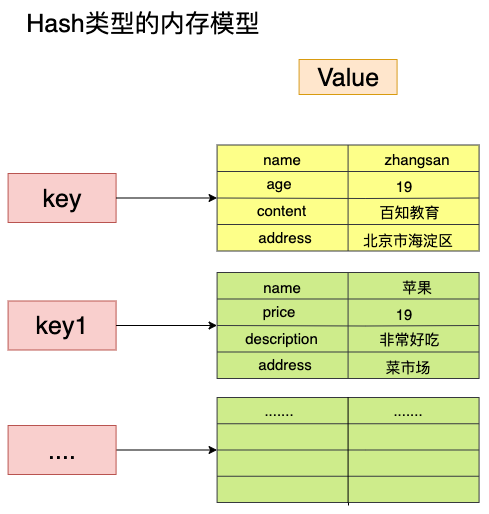 Hash类型的内存模型
Value
key
name zhangsan
age 19
content 百知教育
address 北京市海淀区
key1
name 苹果
price 19
description 非常好吃
address 菜市场
....
....... .......